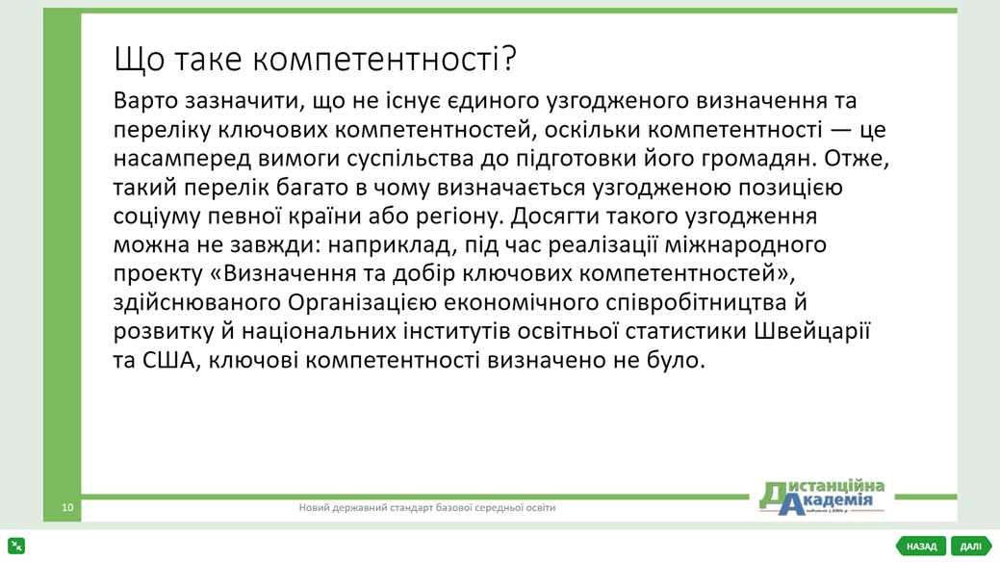 Що таке компетентності?
Варто зазначити, що не існує єдиного узгодженого визначення та
переліку ключових компетентностей, оскільки компетентності — це
насамперед вимоги суспільства до підготовки його громадян. Отже,
такий перелік багато в чому визначається узгодженою позицією
соціуму певної країни або регіону. Досягти такого узгодження
можна не завжди: наприклад, під час реалізації міжнародного
проекту «Визначення та добір ключових компетентностей»,
здійснюваного Організацією економічного співробітництва й
розвитку й національних інститутів освітньої статистики Швейцарії
та США, ключові компетентності визначено не було.
10
Новий державний стандарт базової середньої освіти
Дистанційна
Академія
НАЗАД
ДАЛІ